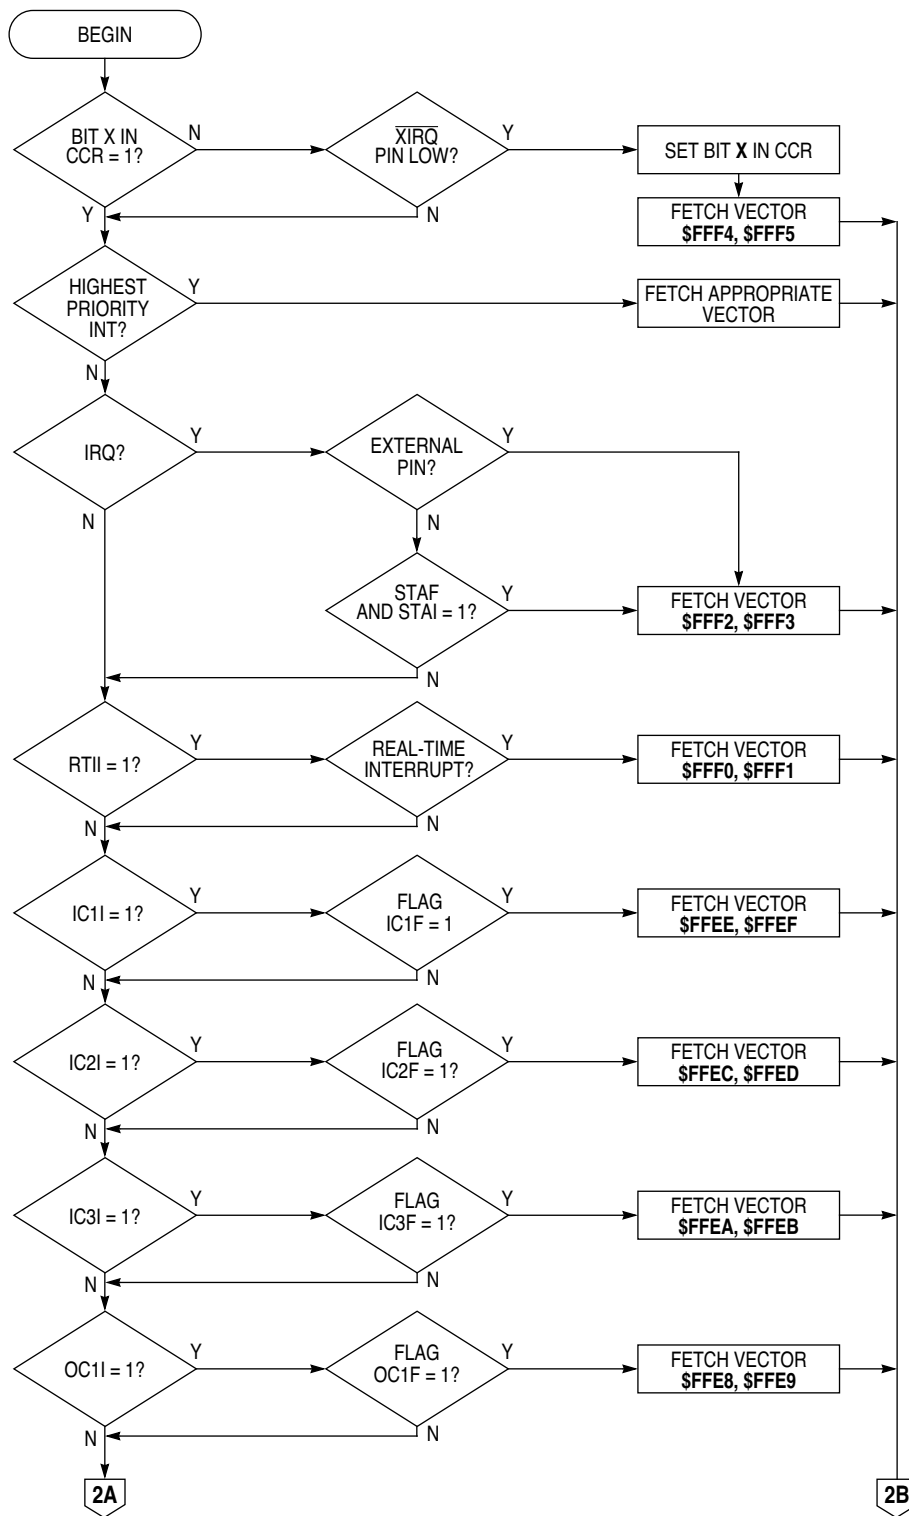 BEGIN
BIT X IN
CCR = 1?
N
XIRQ
PIN LOW?
Y
SET BIT X IN CCR
Y
N
FETCH VECTOR
$FFF4, $FFF5
HIGHEST
PRIORITY
INT?
Y
FETCH APPROPRIATE
VECTOR
N
IRQ?
Y
EXTERNAL
PIN?
Y
N
N
STAF
AND STAI = 1?
Y
FETCH VECTOR
$FFF2, $FFF3
N
RTII = 1?
Y
REAL-TIME
INTERRUPT?
Y
FETCH VECTOR
$FFF0, $FFF1
N
N
IC1I = 1?
Y
FLAG
IC1F = 1
Y
FETCH VECTOR
$FFEE, $FFEF
N
N
IC2I = 1?
Y
FLAG
IC2F = 1?
Y
FETCH VECTOR
$FFEC, $FFED
N
N
IC3I = 1?
Y
FLAG
IC3F = 1?
Y
FETCH VECTOR
$FFEA, $FFEB
N
N
OC1I = 1?
Y
FLAG
OC1F = 1?
Y
FETCH VECTOR
$FFE8, $FFE9
N
N
2A
2B